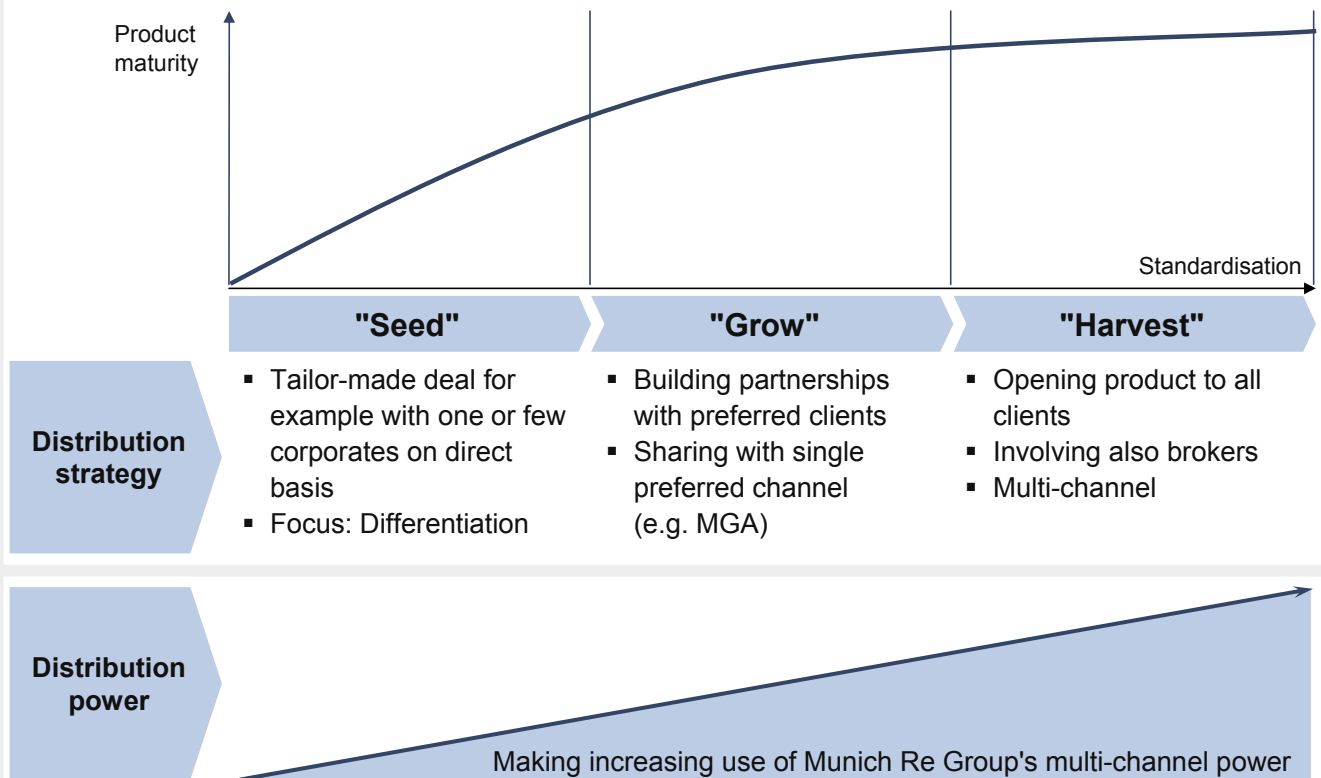 Product
maturity
Standardisation
"Seed"
"Grow"
"Harvest"
Distribution
strategy
▪ Tailor-made deal for
example with one or few
corporates on direct
basis
▪ Focus: Differentiation
▪ Building partnerships
with preferred clients
▪ Sharing with single
preferred channel
(e.g. MGA)
▪ Opening product to all
clients
▪ Involving also brokers
▪ Multi-channel
Distribution
power
Making increasing use of Munich Re Group's multi-channel power